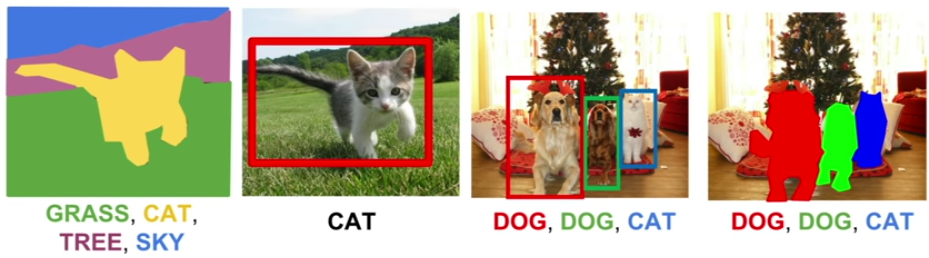 GRASS, CAT,
TREE, SKY
CAT
DOG, DOG, CAT
DOG, DOG, CAT